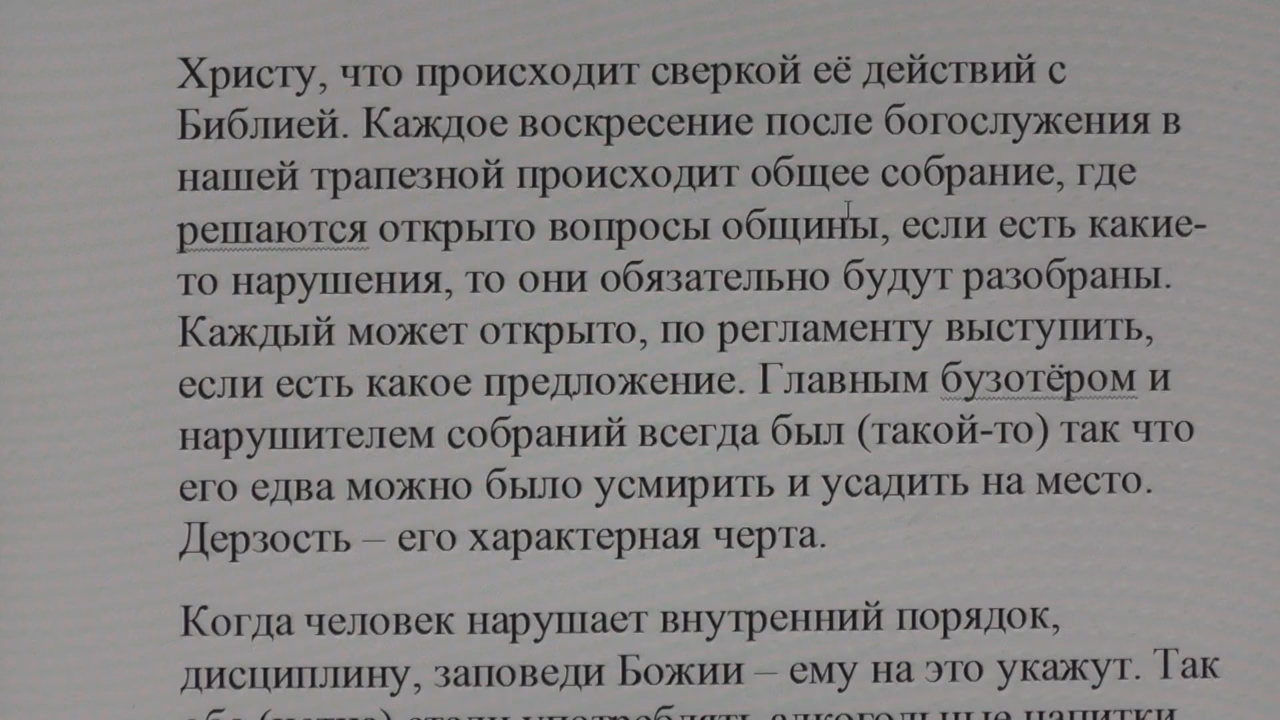 Христу, что происходит сверкой её действий с
Библией. Каждое воскресение после богослужения в
нашей трапезной происходит общее собрание, где
решаются открыто вопросы общины, если есть какие-
то нарушения, то они обязательно будут разобраны.
Каждый может открыто, по регламенту выступить,
если есть какое предложение. Главным бузотёром и
нарушителем собраний всегда был (такой-то) так что
его едва можно было усмирить и усадить на место.
Дерзость – его характерная черта.
Когда человек нарушает внутренний порядок,
дисциплину, заповеди Божии – ему на это укажут. Так
стали употреблять алкогольные напитки